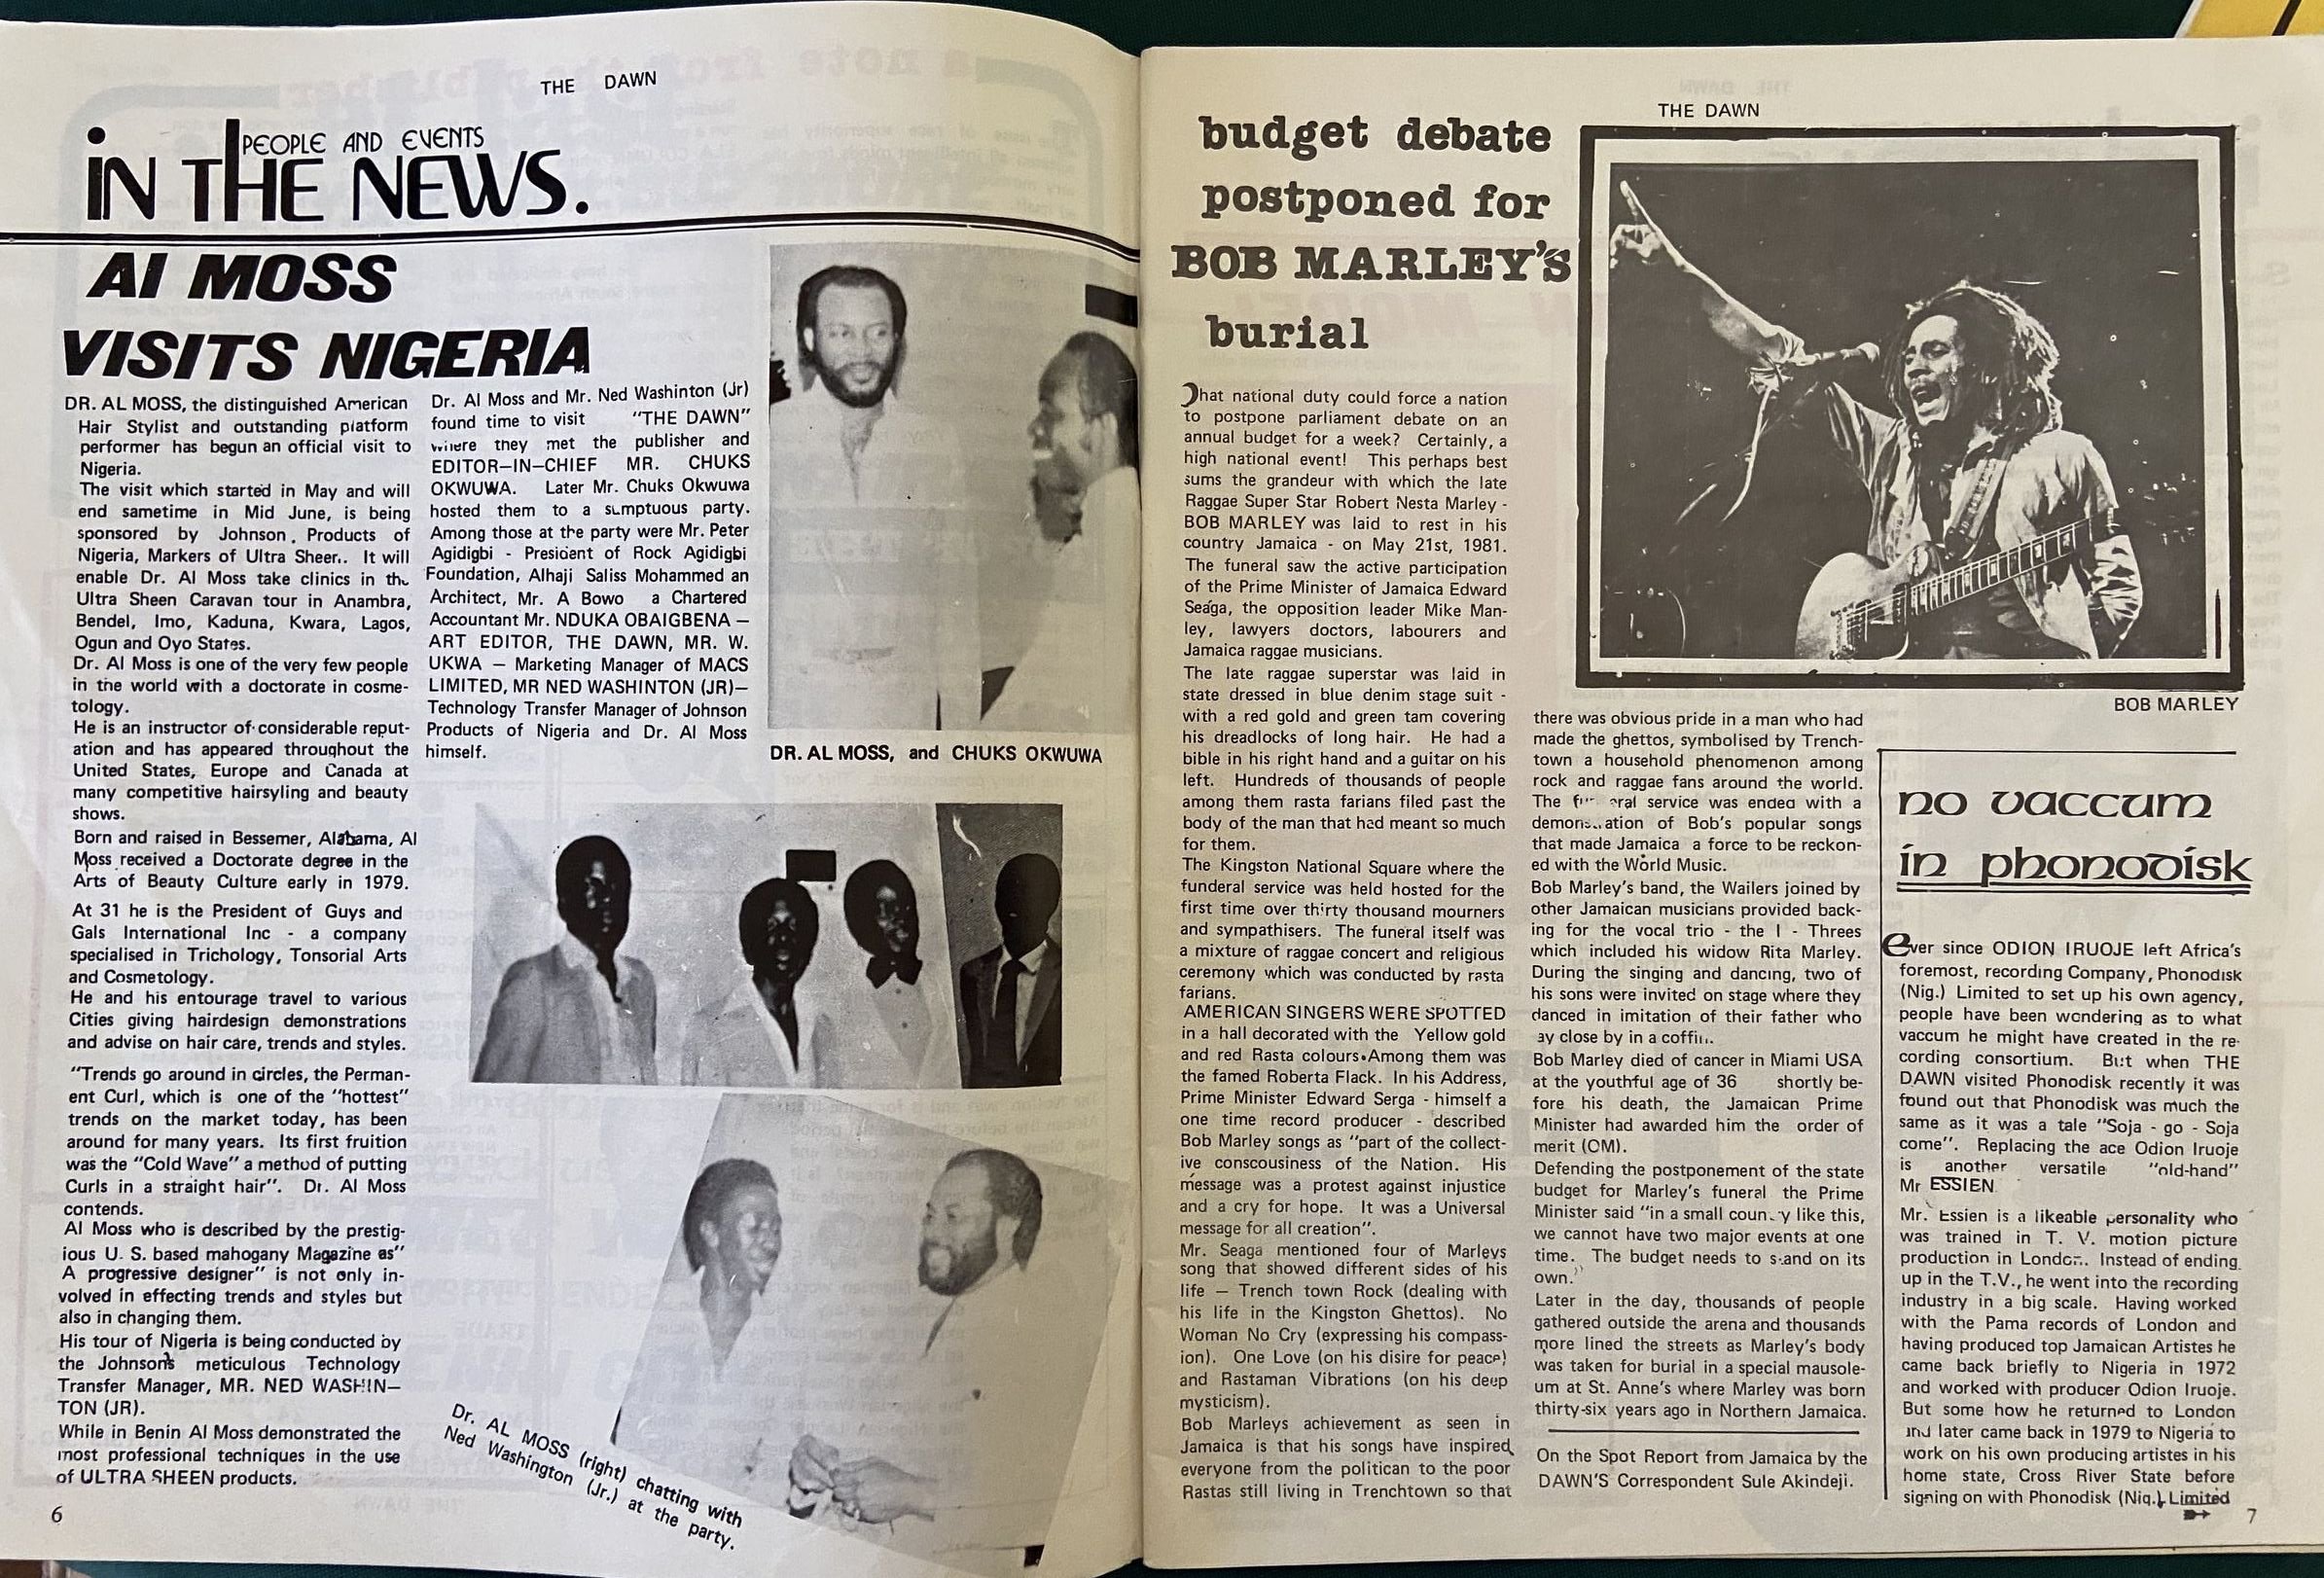 THE DAWN
PEOPLE AND EVENTS
iN THE NEWS.
Al MOSS
VISITS NIGERIA
DR. AL MOSS, the distinguished American
Hair Stylist and outstanding platform
performer has begun an official visit to
Nigeria.
The visit which started in May and will
end sametime in Mid June, is being
sponsored by Johnson. Products of
Nigeria, Markers of Ultra Sheer.. It will
enable Dr. Al Moss take clinics in the
Ultra Sheen Caravan tour in Anambra,
Bendel, Imo, Kaduna, Kwara, Lagos,
Ogun and Oyo States.
Dr. Al Moss is one of the very few people
in the world with a doctorate in cosme-
tology.
He is an instructor of considerable reput-
ation and has appeared throughout the
United States, Europe and Canada at
many competitive hairsyling and beauty
shows.
Born and raised in Bessemer, Alabama, Al
Moss received a Doctorate degree in the
Arts of Beauty Culture early in 1979.
At 31 he is the President of Guys and
Gals International Inc - a company
specialised in Trichology, Tonsorial Arts
and Cosmetology.
He and his entourage travel to various
Cities giving hairdesign demonstrations
and advise on hair care, trends and styles.
"Trends go around in circles, the Perman-
ent Curl, which is one of the "hottest"
trends on the market today, has been
around for many years. Its first fruition
was the "Cold Wave" a method of putting
Curls in a straight hair". Dr. Al Moss
contends.
Al Moss who is described by the prestig-
ious U. S. based mahogany Magazine as"
A progressive designer" is not only in-
volved in effecting trends and styles but
also in changing them.
His tour of Nigeria is being conducted by
the Johnson's meticulous Technology
Transfer Manager, MR. NED WASHIN—
TON (JR).
While in Benin Al Moss demonstrated the
most professional techniques in the use
of ULTRA SHEEN products.
6
Dr. Al Moss and Mr. Ned Washinton (Jr)
found time to visit "THE DAWN"
where they met the publisher and
EDITOR—IN—CHIEF MR. CHUKS
OKWUWA. Later Mr. Chuks Okwuwa
hosted them to a sumptuous party.
Among those at the party were Mr. Peter
Agidigbi - President of Rock Agidigbi
Foundation, Alhaji Saliss Mohammed an
Architect, Mr. A Bowo a Chartered
Accountant Mr. NDUKA OBAIGBENA —
ART EDITOR, THE DAWN, MR. W.
UKWA — Marketing Manager of MACS
LIMITED, MR NED WASHINTON (JR)—
Technology Transfer Manager of Johnson
Products of Nigeria and Dr. Al Moss
himself.
DR. AL MOSS, and CHUKS OKWUWA
Dr. AL MOSS (right) chatting with
Ned Washington (Jr.) at the party.
THE DAWN
budget debate
postponed for
BOB MARLEY'S
burial
hat national duty could force a nation
to postpone parliament debate on an
annual budget for a week? Certainly, a
high national event! This perhaps best
sums the grandeur with which the late
Raggae Super Star Robert Nesta Marley -
BOB MARLEY was laid to rest in his
country Jamaica - on May 21st, 1981.
The funeral saw the active participation
of the Prime Minister of Jamaica Edward
Seaga, the opposition leader Mike Man-
ley, lawyers doctors, labourers and
Jamaica raggae musicians.
The late raggae superstar was laid in
state dressed in blue denim stage suit -
with a red gold and green tam covering
his dreadlocks of long hair. He had a
bible in his right hand and a guitar on his
left. Hundreds of thousands of people
among them rasta farians filed past the
body of the man that had meant so much
for them.
The Kingston National Square where the
funderal service was held hosted for the
first time over thirty thousand mourners
and sympathisers. The funeral itself was
a mixture of raggae concert and religious
ceremony which was conducted by rasta
farians.
AMERICAN SINGERS WERE SPOTTED
in a hall decorated with the Yellow gold
and red Rasta colours. Among them was
the famed Roberta Flack. In his Address,
Prime Minister Edward Serga - himself a
one time record producer - described
Bob Marley songs as "part of the collect-
ive conscousiness of the Nation. His
message was a protest against injustice
and a cry for hope. It was a Universal
message for all creation".
Mr. Seaga mentioned four of Marleys
song that showed different sides of his
life — Trench town Rock (dealing with
his life in the Kingston Ghettos). No
Woman No Cry (expressing his compass-
ion). One Love (on his disire for peace)
and Rastaman Vibrations (on his deep
mysticism).
Bob Marleys achievement as seen in
Jamaica is that his songs have inspired
everyone from the politican to the poor
Rastas still living in Trenchtown so that
BOB MARLEY
there was obvious pride in a man who had
made the ghettos, symbolised by Trench-
town a household phenomenon among
rock and raggae fans around the world.
The funeral service was ended with a
demonstration of Bob's popular songs
that made Jamaica a force to be reckon-
ed with the World Music.
Bob Marley's band, the Wailers joined by
other Jamaican musicians provided back-
ing for the vocal trio - the I - Threes
which included his widow Rita Marley.
During the singing and dancing, two of
his sons were invited on stage where they
danced in imitation of their father who
ay close by in a coffin.
Bob Marley died of cancer in Miami USA
at the youthful age of 36 shortly be-
fore his death, the Jamaican Prime
Minister had awarded him the order of
merit (OM).
Defending the postponement of the state
budget for Marley's funeral the Prime
Minister said "in a small country like this,
we cannot have two major events at one
time. The budget needs to stand on its
own."
Later in the day, thousands of people
gathered outside the arena and thousands
more lined the streets as Marley's body
was taken for burial in a special mausole-
um at St. Anne's where Marley was born
thirty-six years ago in Northern Jamaica.
On the Spot Report from Jamaica by the
DAWN'S Correspondent Sule Akindeji.
no vaccum
in phonodisk
ever since ODION IRUOJE left Africa's
foremost, recording Company, Phonodisk
(Nig.) Limited to set up his own agency,
people have been wondering as to what
vaccum he might have created in the re-
cording consortium. But when THE
DAWN visited Phonodisk recently it was
found out that Phonodisk was much the
same as it was a tale "Soja - go - Soja
come". Replacing the ace Odion Iruoje
is another versatile "old-hand"
Mr ESSIEN
Mr. Essien is a likeable personality who
was trained in T. V. motion picture
production in London. Instead of ending
up in the T.V., he went into the recording
industry in a big scale. Having worked
with the Pama records of London and
having produced top Jamaican Artistes he
came back briefly to Nigeria in 1972
and worked with producer Odion Iruoje.
But some how he returned to London
and later came back in 1979 to Nigeria to
work on his own producing artistes in his
home state, Cross River State before
signing on with Phonodisk (Nig.) Limited
7